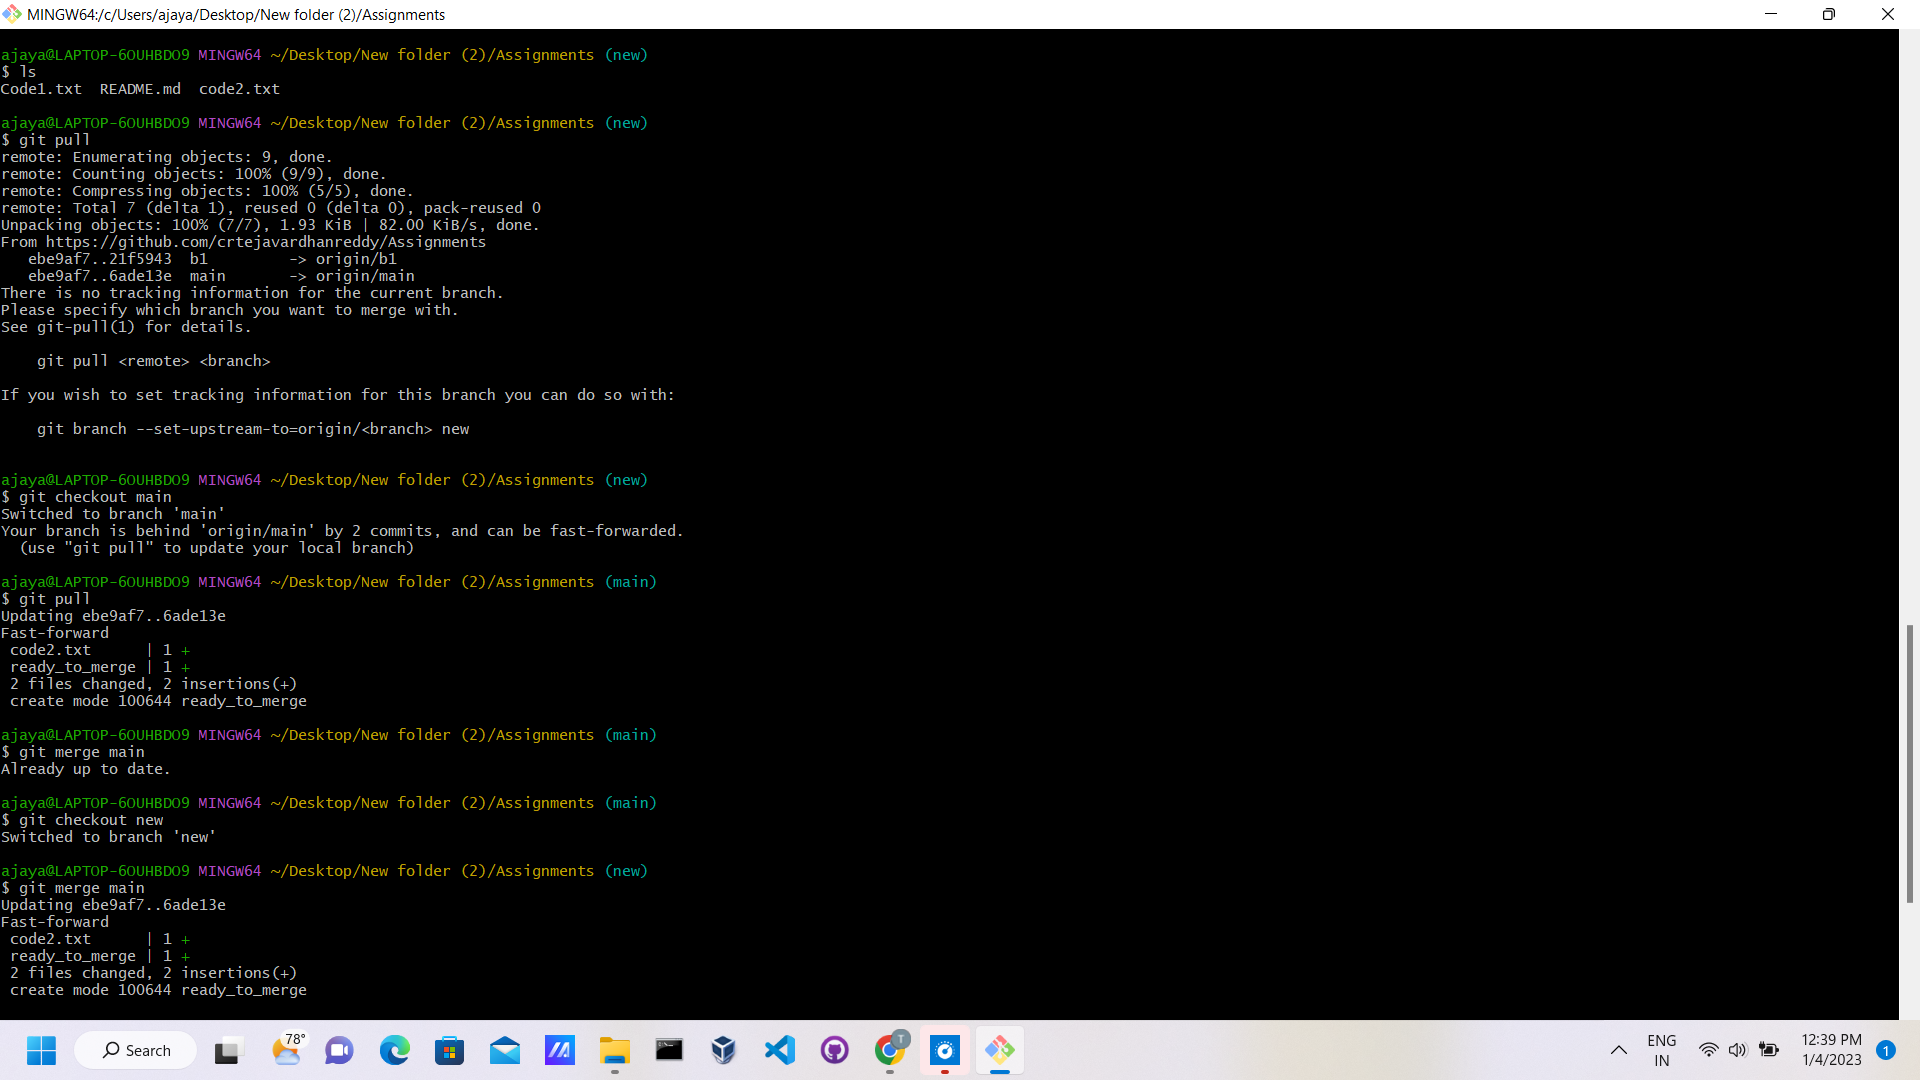 MINGW64:/c/Users/ajaya/Desktop/New folder (2)/Assignments
ajaya@LAPTOP-6OUHBDO9 MINGW64 ~/Desktop/New folder (2)/Assignments (new)
$ ls
Code1.txt  README.md  code2.txt
ajaya@LAPTOP-6OUHBDO9 MINGW64 ~/Desktop/New folder (2)/Assignments (new)
$ git pull
remote: Enumerating objects: 9, done.
remote: Counting objects: 100% (9/9), done.
remote: Compressing objects: 100% (5/5), done.
remote: Total 7 (delta 1), reused 0 (delta 0), pack-reused 0
Unpacking objects: 100% (7/7), 1.93 KiB | 82.00 KiB/s, done.
From https://github.com/crtejavardhanreddy/Assignments
   ebe9af7..21f5943  b1         -> origin/b1
   ebe9af7..6ade13e  main       -> origin/main
There is no tracking information for the current branch.
Please specify which branch you want to merge with.
See git-pull(1) for details.
    git pull <remote> <branch>
If you wish to set tracking information for this branch you can do so with:
    git branch --set-upstream-to=origin/<branch> new
ajaya@LAPTOP-6OUHBDO9 MINGW64 ~/Desktop/New folder (2)/Assignments (new)
$ git checkout main
Switched to branch 'main'
Your branch is behind 'origin/main' by 2 commits, and can be fast-forwarded.
  (use "git pull" to update your local branch)
ajaya@LAPTOP-6OUHBDO9 MINGW64 ~/Desktop/New folder (2)/Assignments (main)
$ git pull
Updating ebe9af7..6ade13e
Fast-forward
 code2.txt      | 1 +
 ready_to_merge | 1 +
 2 files changed, 2 insertions(+)
 create mode 100644 ready_to_merge
ajaya@LAPTOP-6OUHBDO9 MINGW64 ~/Desktop/New folder (2)/Assignments (main)
$ git merge main
Already up to date.
ajaya@LAPTOP-6OUHBDO9 MINGW64 ~/Desktop/New folder (2)/Assignments (main)
$ git checkout new
Switched to branch 'new'
ajaya@LAPTOP-6OUHBDO9 MINGW64 ~/Desktop/New folder (2)/Assignments (new)
$ git merge main
Updating ebe9af7..6ade13e
Fast-forward
 code2.txt      | 1 +
 ready_to_merge | 1 +
 2 files changed, 2 insertions(+)
 create mode 100644 ready_to_merge
Search
78°
T
ENG
IN
12:39 PM
1/4/2023
1